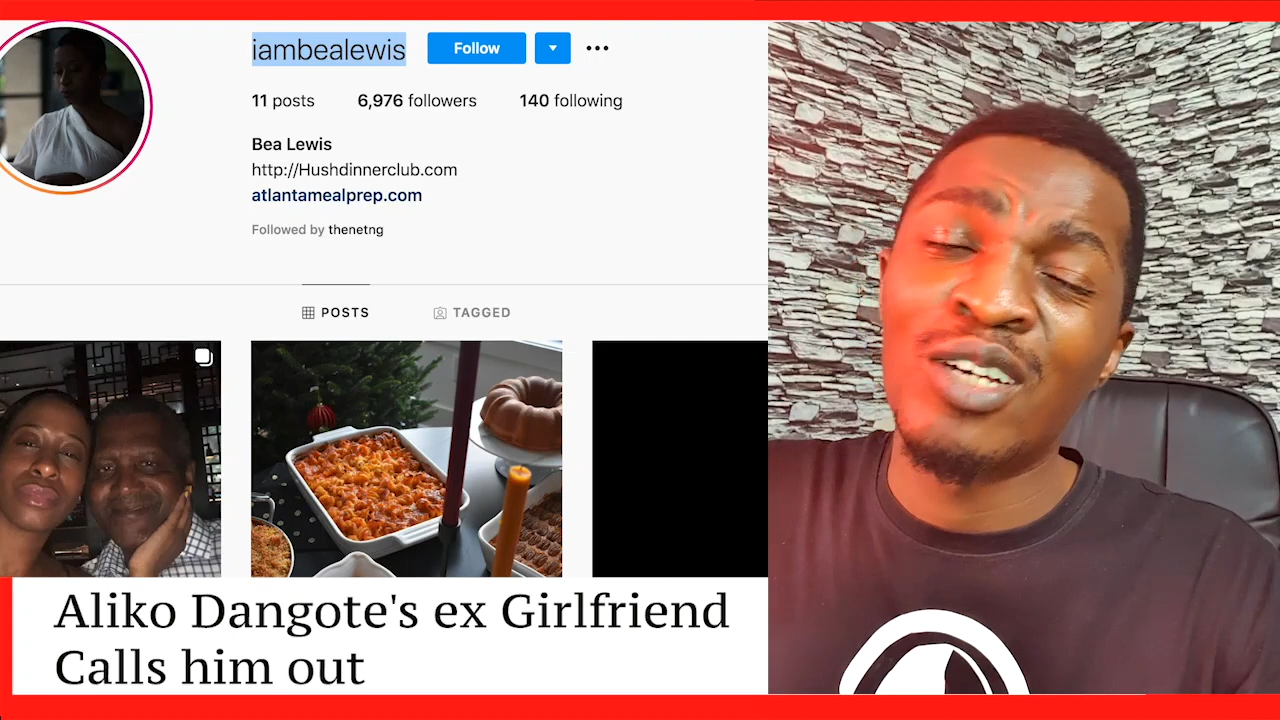 iambealewis Follow
11 posts 6,976 followers 140 following
Bea Lewis
http://Hushdinnerclub.com
atlantamealprep.com
Followed by thenetng
POSTS TAGGED
Aliko Dangote's ex Girlfriend
Calls him out